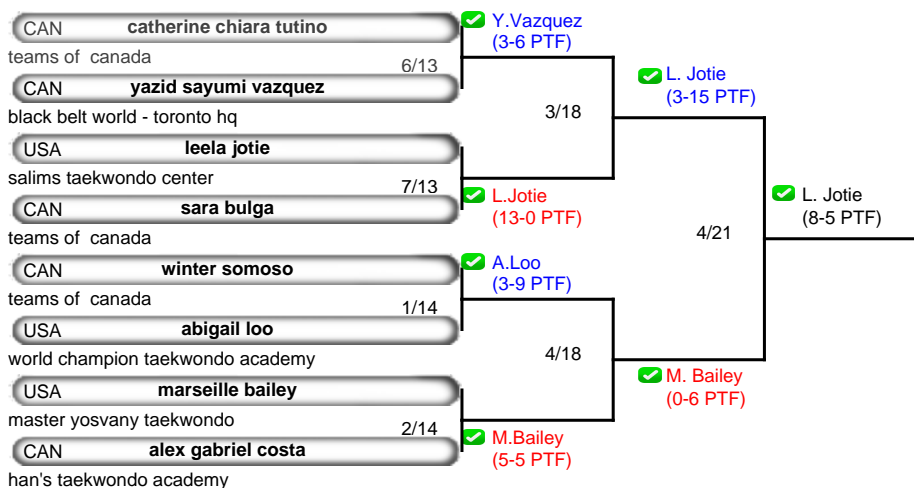 CAN catherine chiara tutino
teams of  canada
6/13
CAN yazid sayumi vazquez
black belt world - toronto hq
USA leela jotie
salims taekwondo center
7/13
CAN sara bulga
teams of  canada
CAN winter somoso
teams of  canada
1/14
USA abigail loo
world champion taekwondo academy
USA marseille bailey
master yosvany taekwondo
2/14
CAN alex gabriel costa
han's taekwondo academy
Y.Vazquez
(3-6 PTF)
3/18
L.Jotie
(13-0 PTF)
A.Loo
(3-9 PTF)
4/18
M.Bailey
(5-5 PTF)
L. Jotie
(3-15 PTF)
4/21
M. Bailey
(0-6 PTF)
L. Jotie
(8-5 PTF)